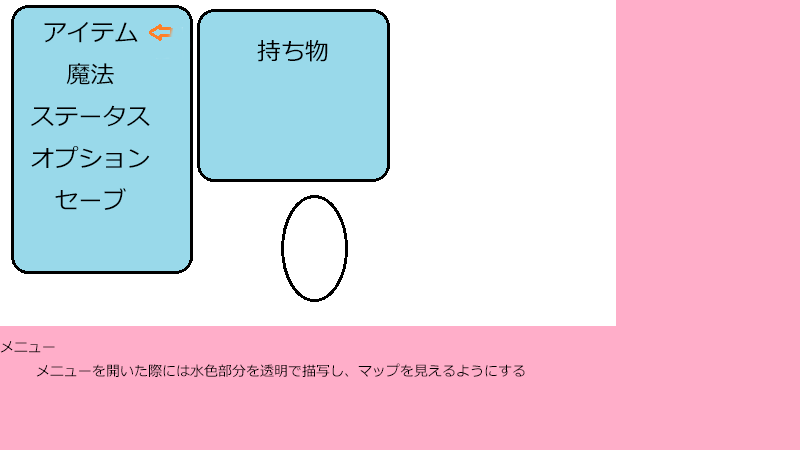 アイテム
魔法
ステータス
オプション
セーブ
持ち物
メニュー
メニューを開いた際には水色部分を透明で描写し、マップを見えるようにする